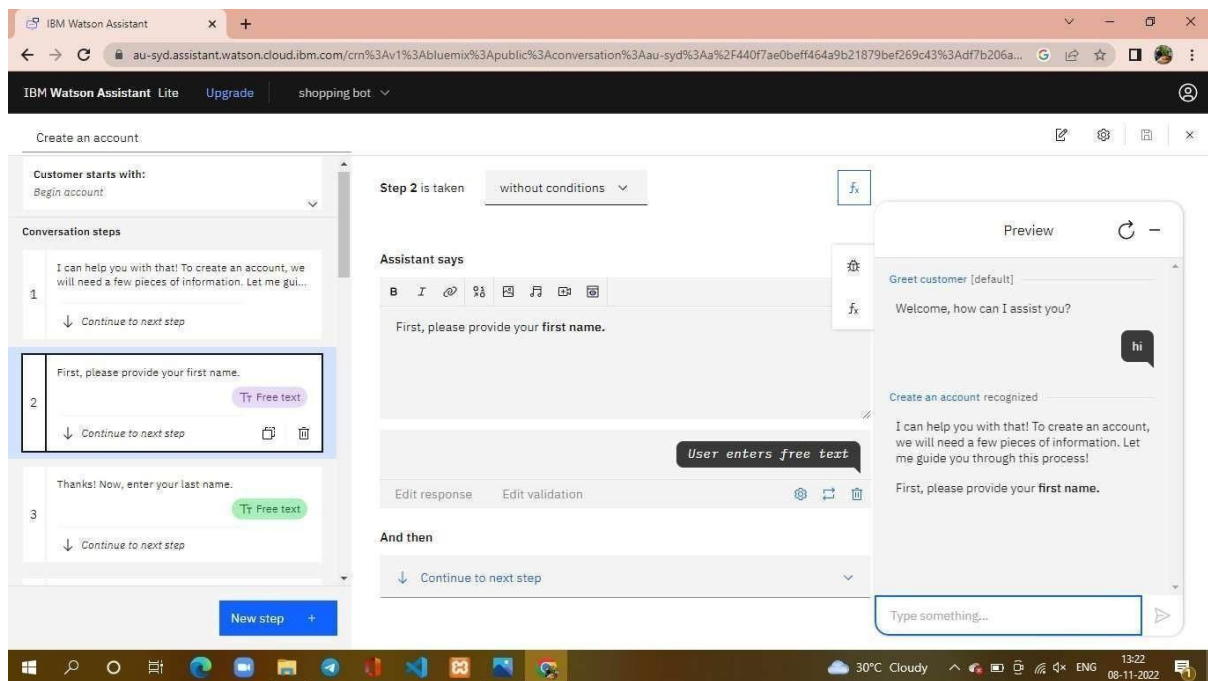 IBM Watson Assistant
au-syd.assistant.watson.cloud.ibm.com/crn%3Av1%3Abluemix%3Apublic%3Aconversation%3Aau-syd%3Aa%2F440f7ae0beff464a9b21879bef269c43%3Adf7b206a...
IBM Watson Assistant Lite Upgrade shopping bot
Create an account
Customer starts with:
Begin account
Conversation steps
1
I can help you with that! To create an account, we
will need a few pieces of information. Let me gui...
Continue to next step
2
First, please provide your first name.
Free text
Continue to next step
3
Thanks! Now, enter your last name.
Free text
Continue to next step
New step +
Step 2 is taken without conditions
fx
Assistant says
B I
First, please provide your first name.
User enters free text
Edit response Edit validation
And then
Continue to next step
fx
Preview
Greet customer [default]
Welcome, how can I assist you?
hi
Create an account recognized
I can help you with that! To create an account,
we will need a few pieces of information. Let
me guide you through this process!
First, please provide your first name.
Type something...
30°C Cloudy ENG 13:22
08-11-2022